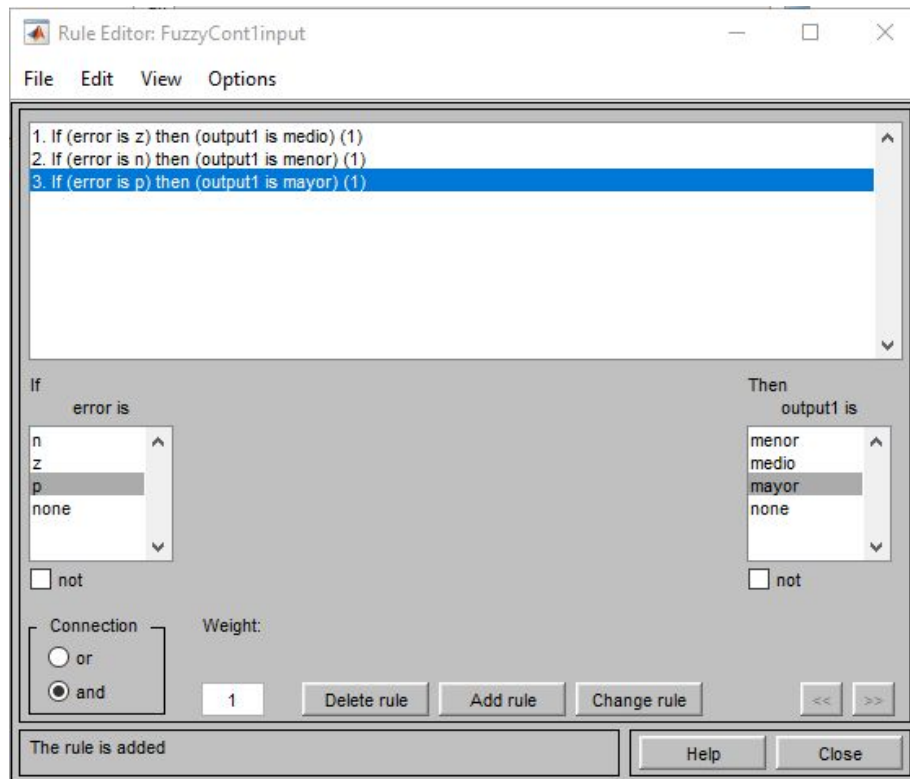 Rule Editor: FuzzyCont1input
File Edit View Options
1. If (error is z) then (output1 is medio) (1)
2. If (error is n) then (output1 is menor) (1)
3. If (error is p) then (output1 is mayor) (1)
If
error is
n
z
p
none
not
Then
output1 is
menor
medio
mayor
none
not
Connection
or
and
Weight:
1
Delete rule
Add rule
Change rule
<<
>>
The rule is added
Help
Close